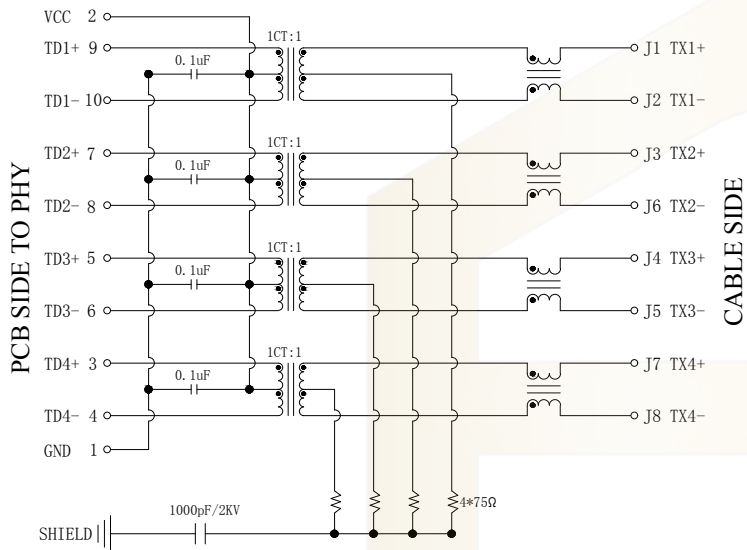 VCC 2
1CT:1
TD1+ 9
J1 TX1+
0.1uF
TD1- 10
J2 TX1-
1CT:1
TD2+ 7
J3 TX2+
0.1uF
TD2- 8
J6 TX2-
1CT:1
TD3+ 5
J4 TX3+
0.1uF
TD3- 6
J5 TX3-
1CT:1
TD4+ 3
J7 TX4+
0.1uF
TD4- 4
J8 TX4-
GND 1
PCB SIDE TO PHY
CABLE SIDE
4*75Ω
1000pF/2KV
SHIELD